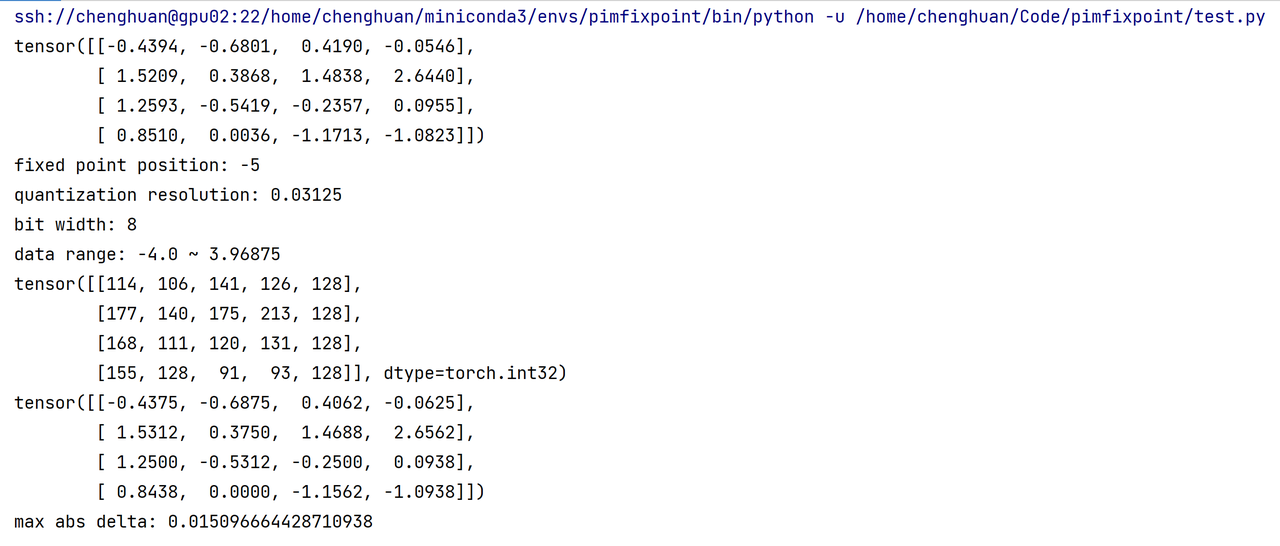 ssh://chenghuan@gpu02:22/home/chenghuan/miniconda3/envs/pimfixpoint/bin/python -u /home/chenghuan/Code/pimfixpoint/test.py
tensor([[-0.4394, -0.6801,  0.4190, -0.0546],
        [ 1.5209,  0.3868,  1.4838,  2.6440],
        [ 1.2593, -0.5419, -0.2357,  0.0955],
        [ 0.8510,  0.0036, -1.1713, -1.0823]])
fixed point position: -5
quantization resolution: 0.03125
bit width: 8
data range: -4.0 ~ 3.96875
tensor([[114, 106, 141, 126, 128],
        [177, 140, 175, 213, 128],
        [168, 111, 120, 131, 128],
        [155, 128,  91,  93, 128]], dtype=torch.int32)
tensor([[-0.4375, -0.6875,  0.4062, -0.0625],
        [ 1.5312,  0.3750,  1.4688,  2.6562],
        [ 1.2500, -0.5312, -0.2500,  0.0938],
        [ 0.8438,  0.0000, -1.1562, -1.0938]])
max abs delta: 0.015096664428710938